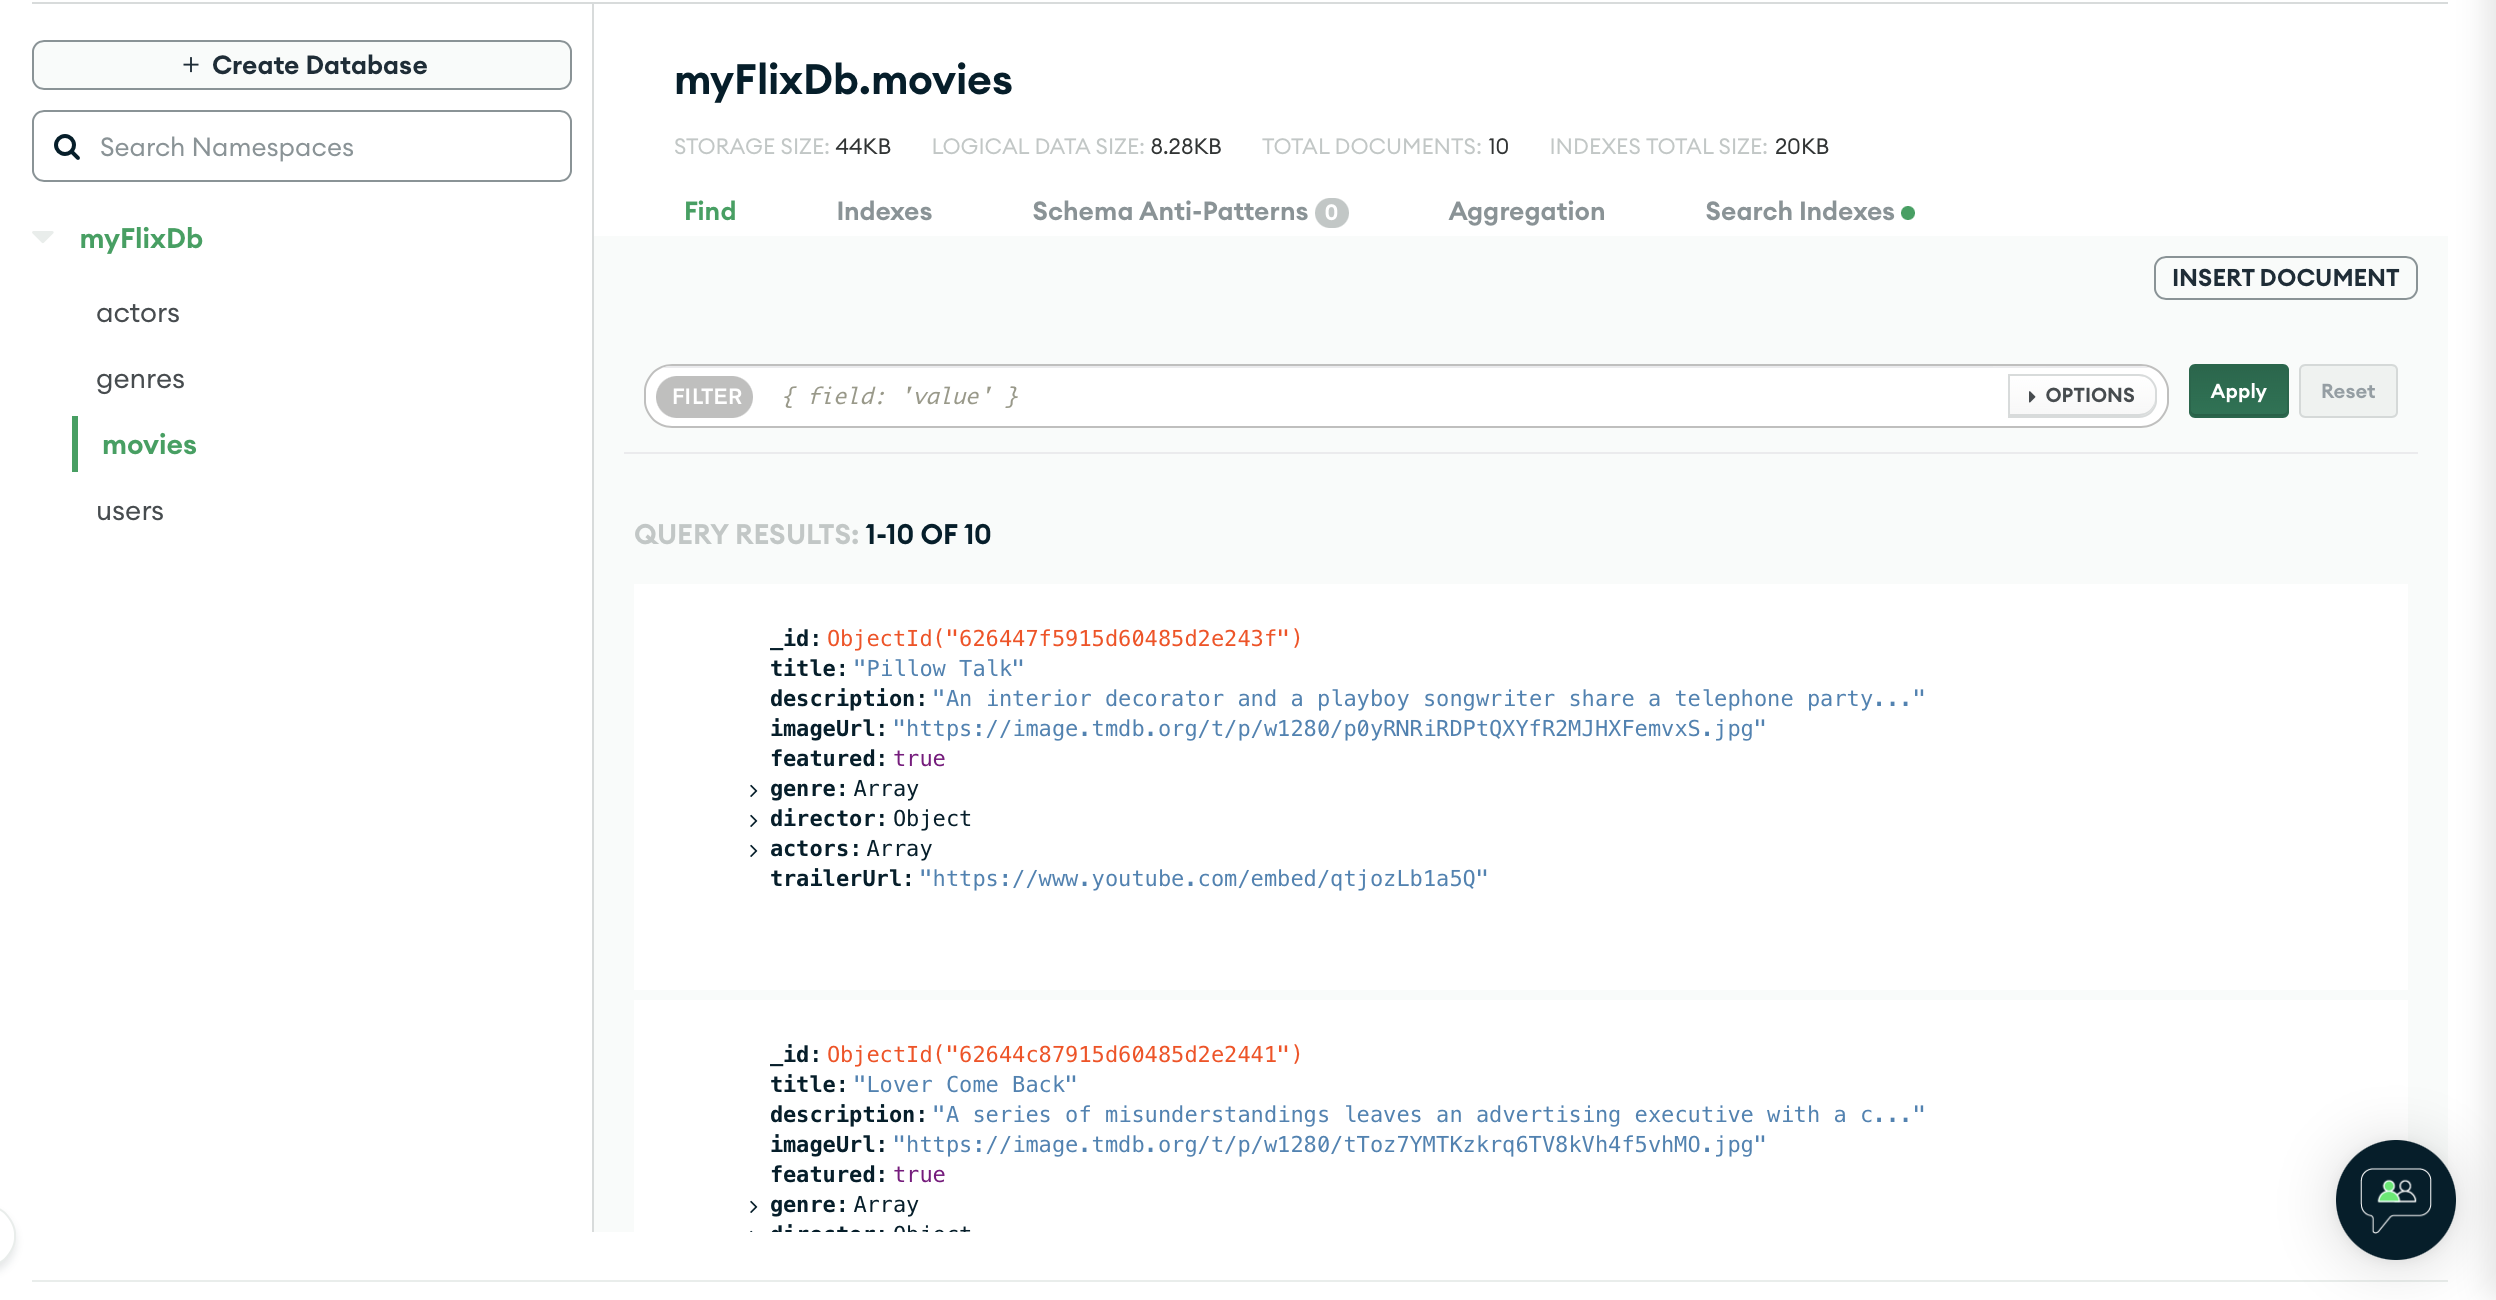 + Create Database
Search Namespaces
myFlixDb
actors
genres
movies
users
myFlixDb.movies
STORAGE SIZE: 44KB LOGICAL DATA SIZE: 8.28KB TOTAL DOCUMENTS: 10 INDEXES TOTAL SIZE: 20KB
Find Indexes Schema Anti-Patterns 0 Aggregation Search Indexes
INSERT DOCUMENT
FILTER { field: 'value' } OPTIONS Apply Reset
QUERY RESULTS: 1-10 OF 10
_id: ObjectId("626447f5915d60485d2e243f")
title: "Pillow Talk"
description: "An interior decorator and a playboy songwriter share a telephone party..."
imageUrl: "https://image.tmdb.org/t/p/w1280/p0yRNRiRDPtQXYfR2MJHXFemvxS.jpg"
featured: true
genre: Array
director: Object
actors: Array
trailerUrl: "https://www.youtube.com/embed/qtjozLb1a5Q"
_id: ObjectId("62644c87915d60485d2e2441")
title: "Lover Come Back"
description: "A series of misunderstandings leaves an advertising executive with a c..."
imageUrl: "https://image.tmdb.org/t/p/w1280/tToz7YMTKzkrq6TV8kVh4f5vhMO.jpg"
featured: true
genre: Array
director: Object